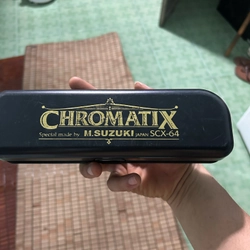 CHROMATIX
Special made by M.SUZUKI JAPAN SCX-64